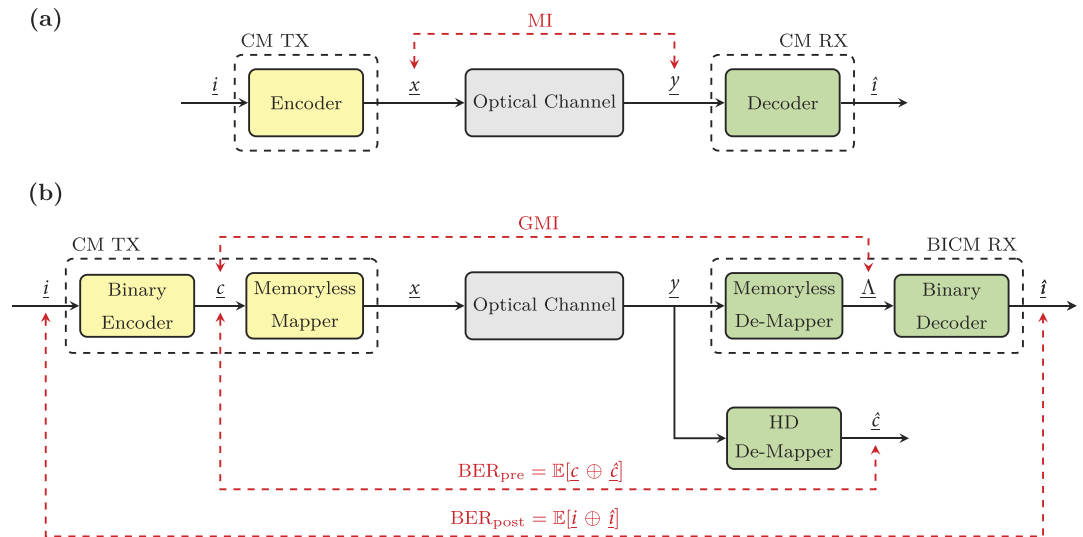 (a)
MI
CM TX
CM RX
i
Encoder
x
Optical Channel
y
Decoder
î
(b)
GMI
CM TX
BICM RX
i
Binary
Encoder
c
Memoryless
Mapper
x
Optical Channel
y
Memoryless
De-Mapper
Λ
Binary
Decoder
î
HD
De-Mapper
ĉ
BER_pre = 𝔼[c ⊕ ĉ]
BER_post = 𝔼[i ⊕ î]